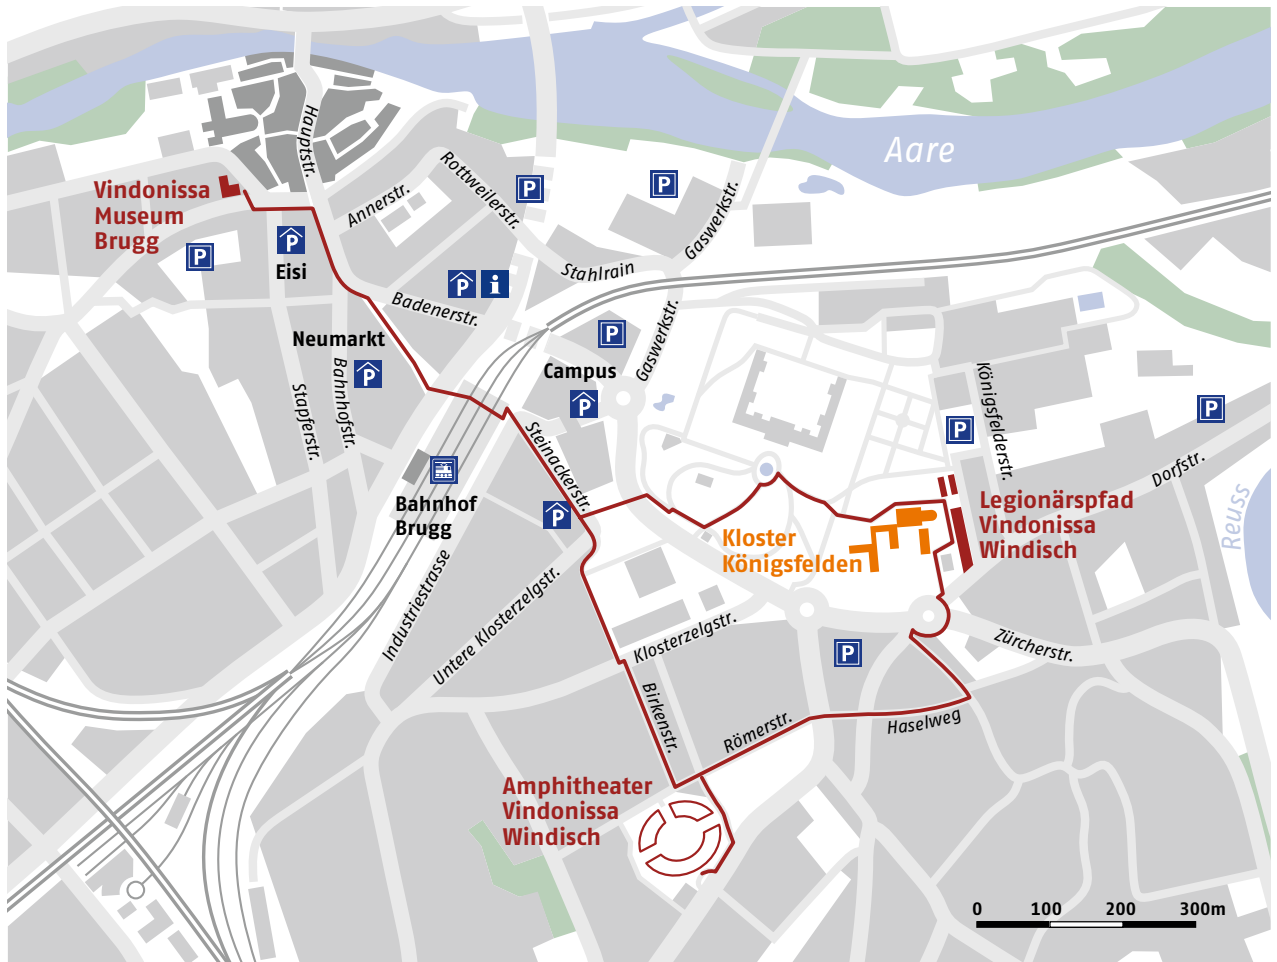 Aare
Hauptstr.
Rottweilerstr.
Annerstr.
P
P
Gaswerkstr.
Vindonissa
Museum
Brugg
P
P
Eisi
Stahlrain
P
i
Badenerstr.
Neumarkt
P
P
Gaswerkstr.
Campus
P
Stapferstr.
Bahnhofstr.
Königsfelderstr.
P
P
Dorfstr.
Steinackerstr.
Bahnhof
Brugg
P
Legionärspfad
Vindonissa
Windisch
Reuss
Kloster
Königsfelden
Industriestrasse
Untere Klosterzelgstr.
Klosterzelgstr.
P
Zürcherstr.
Birkenstr.
Römerstr.
Haselweg
Amphitheater
Vindonissa
Windisch
0 100 200 300m